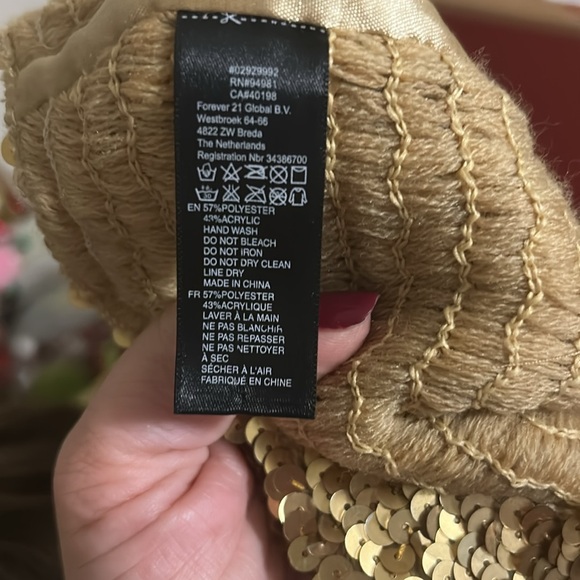 #02929992
RN#94981
CA#40198
Forever 21 Global B.V.
Westbroek 64-66
4822 ZW Breda
The Netherlands
Registration Nbr 34386700
EN 57%POLYESTER
43%ACRYLIC
HAND WASH
DO NOT BLEACH
DO NOT IRON
DO NOT DRY CLEAN
LINE DRY
MADE IN CHINA
FR 57%POLYESTER
43%ACRYLIQUE
LAVER À LA MAIN
NE PAS BLANCHIR
NE PAS REPASSER
NE PAS NETTOYER
À SEC
SÉCHER À L'AIR
FABRIQUÉ EN CHINE